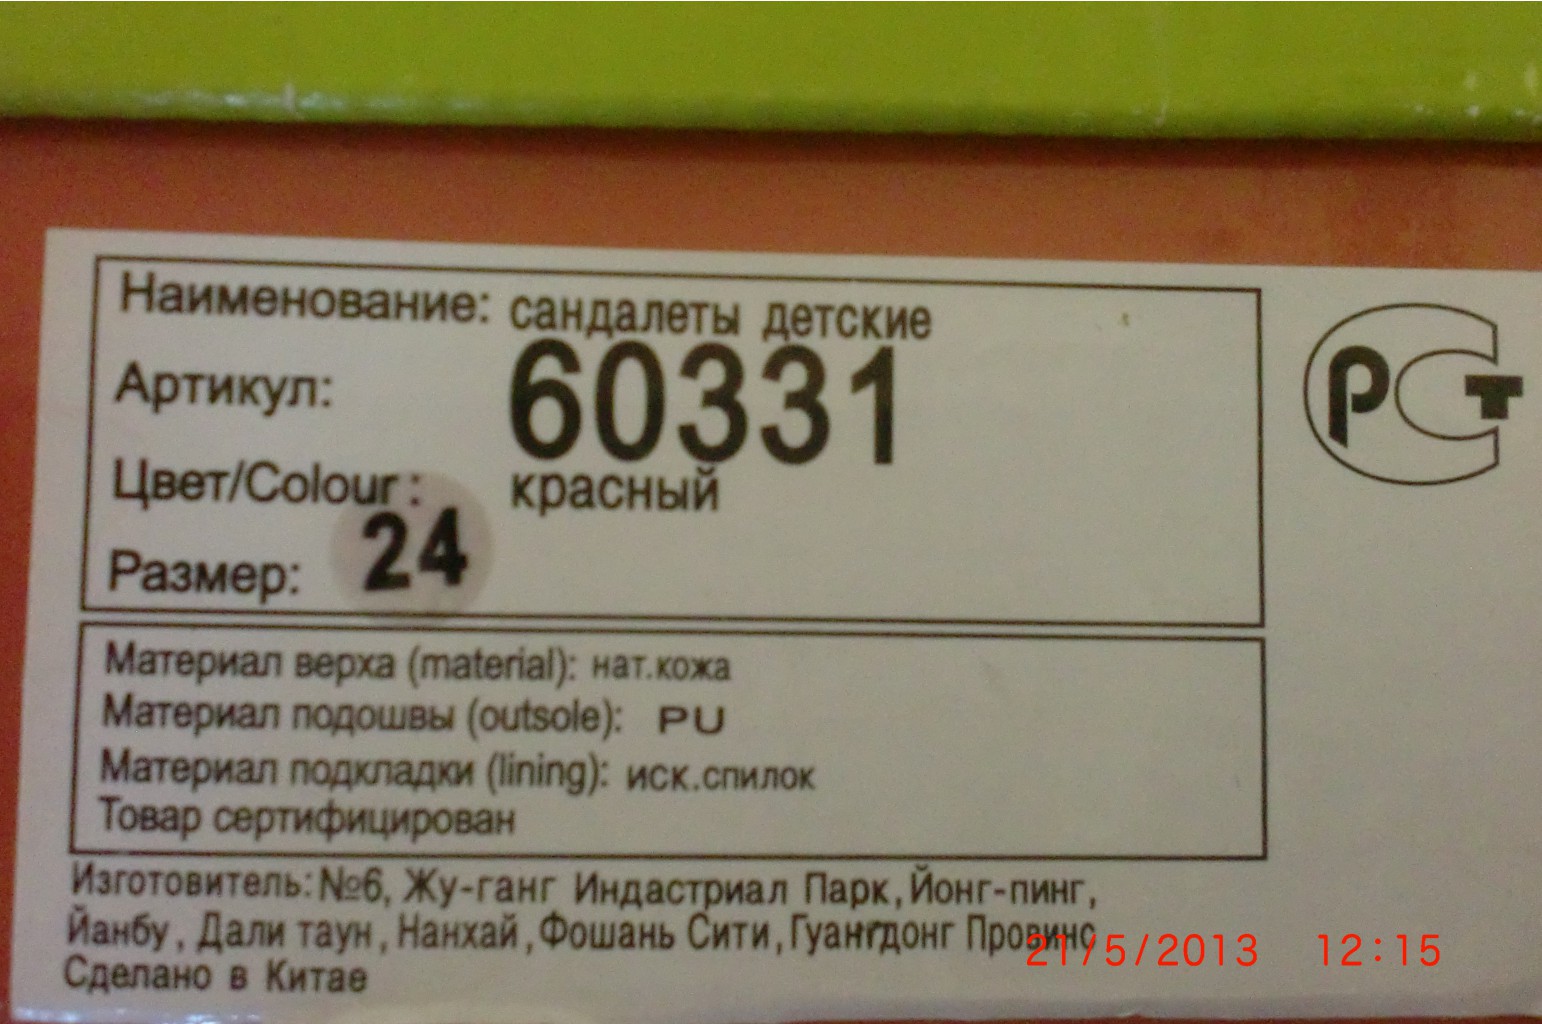 Наименование: сандалеты детские
Артикул: 60331
Цвет/Colour: красный
Размер: 24
Материал верха (material): нат.кожа
Материал подошвы (outsole): PU
Материал подкладки (lining): иск.спилок
Товар сертифицирован
Изготовитель:№6, Жу-ганг Индастриал Парк, Йонг-пинг,
Йанбу, Дали таун, Нанхай, Фошань Сити, Гуангдонг Провинс
Сделано в Китае
РСТ
21/5/2013 12:15